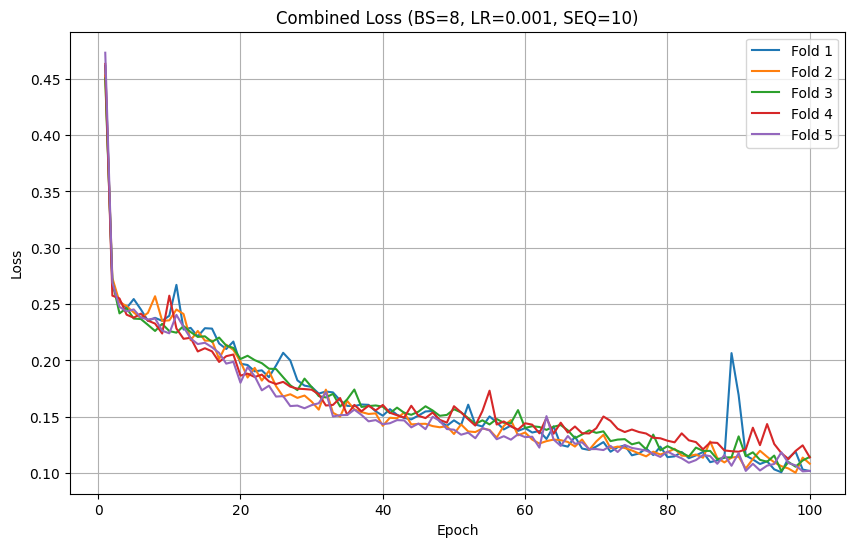 Combined Loss (BS=8, LR=0.001, SEQ=10)
Fold 1
Fold 2
Fold 3
Fold 4
Fold 5
Loss
0.45
0.40
0.35
0.30
0.25
0.20
0.15
0.10
0
20
40
60
80
100
Epoch